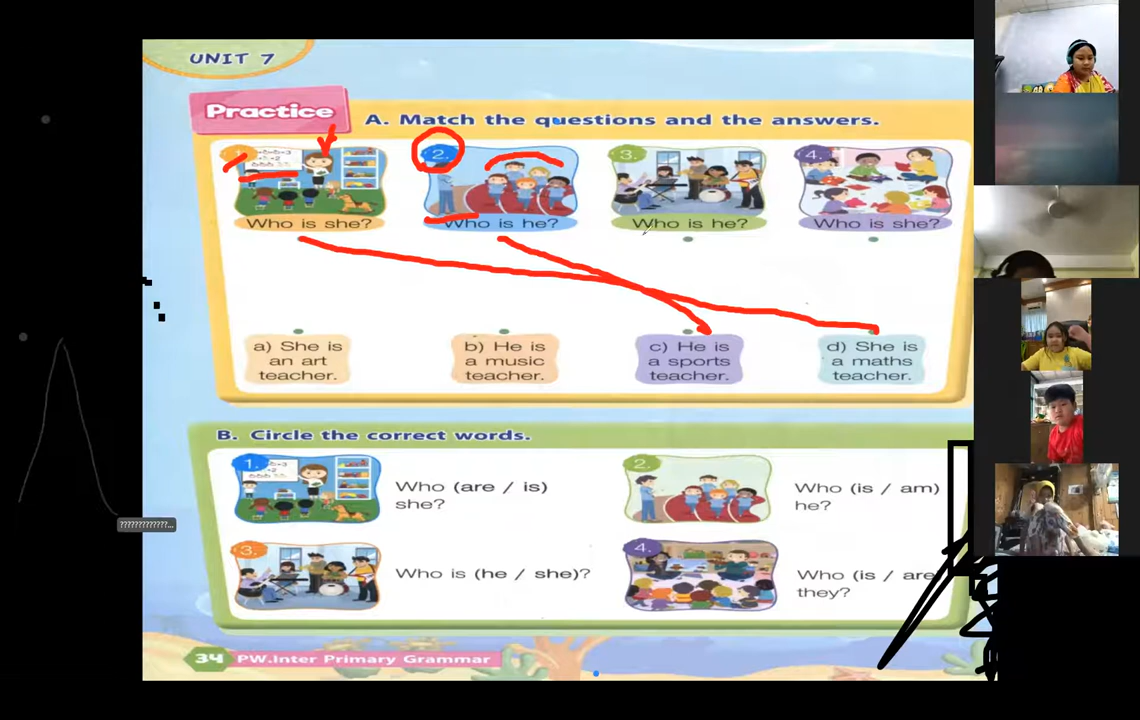 UNIT 7
Practice
A. Match the questions and the answers.
1.
2.
3.
4.
Who is she?
Who is he?
Who is he?
Who is she?
a) She is
an art
teacher.
b) He is
a music
teacher.
c) He is
a sports
teacher.
d) She is
a maths
teacher.
B. Circle the correct words.
1.
Who (are / is)
she?
2.
Who (is / am)
he?
3.
Who is (he / she)?
4.
Who (is / are
they?
?????????????...
34 PW.Inter Primary Grammar